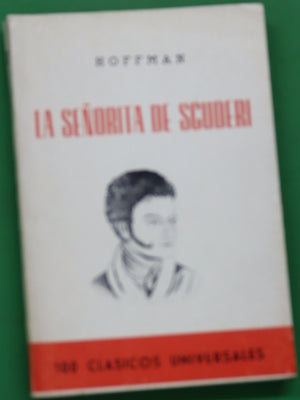 HOFFMAN
LA SEÑORITA DE SCUDERI
100 CLASICOS UNIVERSALES